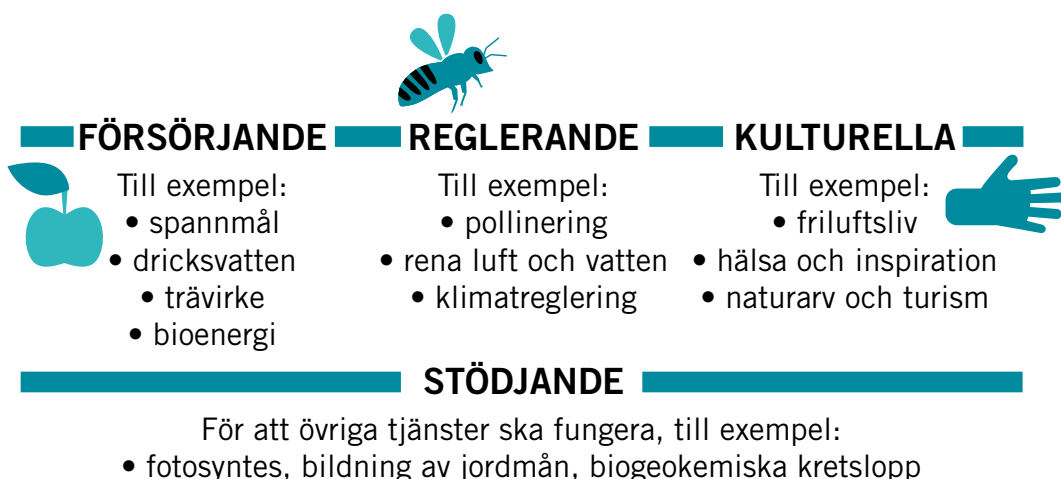 FÖRSÖRJANDE
Till exempel:
• spannmål
• dricksvatten
• trävirke
• bioenergi
REGLERANDE
Till exempel:
• pollinering
• rena luft och vatten
• klimatreglering
KULTURELLA
Till exempel:
• friluftsliv
• hälsa och inspiration
• naturarv och turism
STÖDJANDE
För att övriga tjänster ska fungera, till exempel:
• fotosyntes, bildning av jordmån, biogeokemiska kretslopp